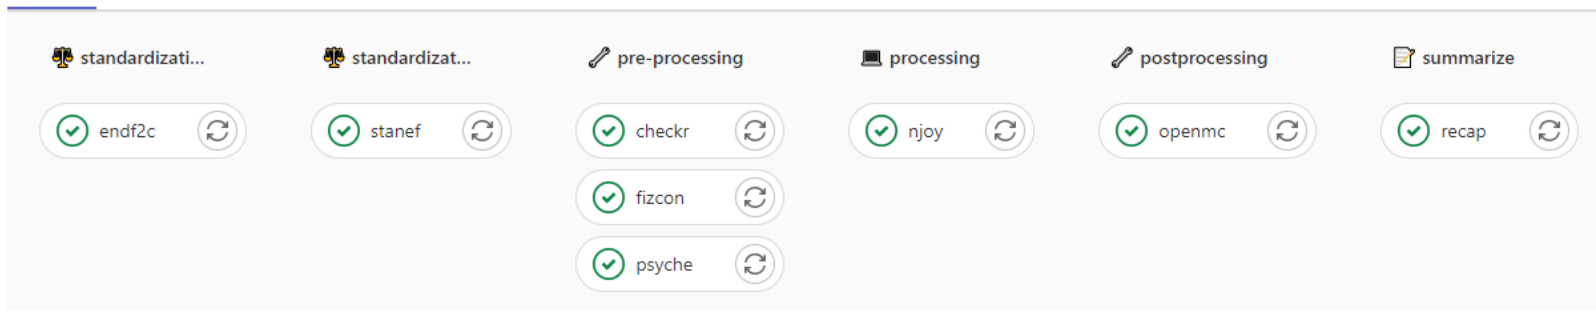 standardizati...
endf2c
standardizat...
stanef
pre-processing
checkr
fizcon
psyche
processing
njoy
postprocessing
openmc
summarize
recap